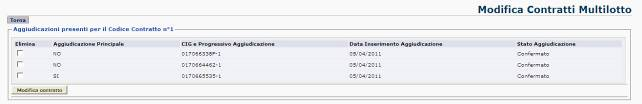 Modifica Contratti Multilotto
Torna
Aggiudicazioni presenti per il Codice Contratto n°1
Elimina Aggiudicazione Principale CIG e Progressivo Aggiudicazione Data Inserimento Aggiudicazione Stato Aggiudicazione
NO 017066338F-1 05/04/2011 Confermato
NO 0170664462-1 05/04/2011 Confermato
SI 0170665535-1 05/04/2011 Confermato
Modifica contratto